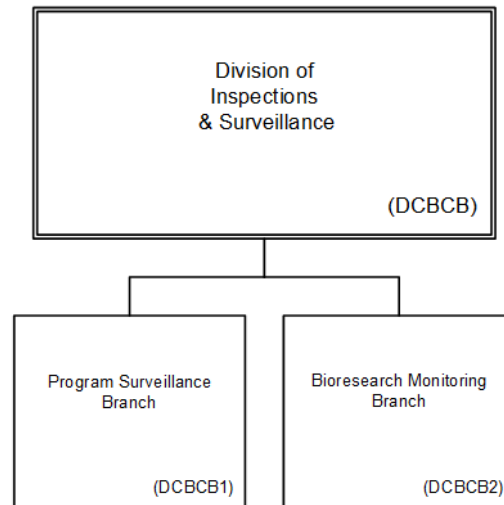 Division of
Inspections
& Surveillance
(DCBCB)
Program Surveillance
Branch
(DCBCB1)
Bioresearch Monitoring
Branch
(DCBCB2)